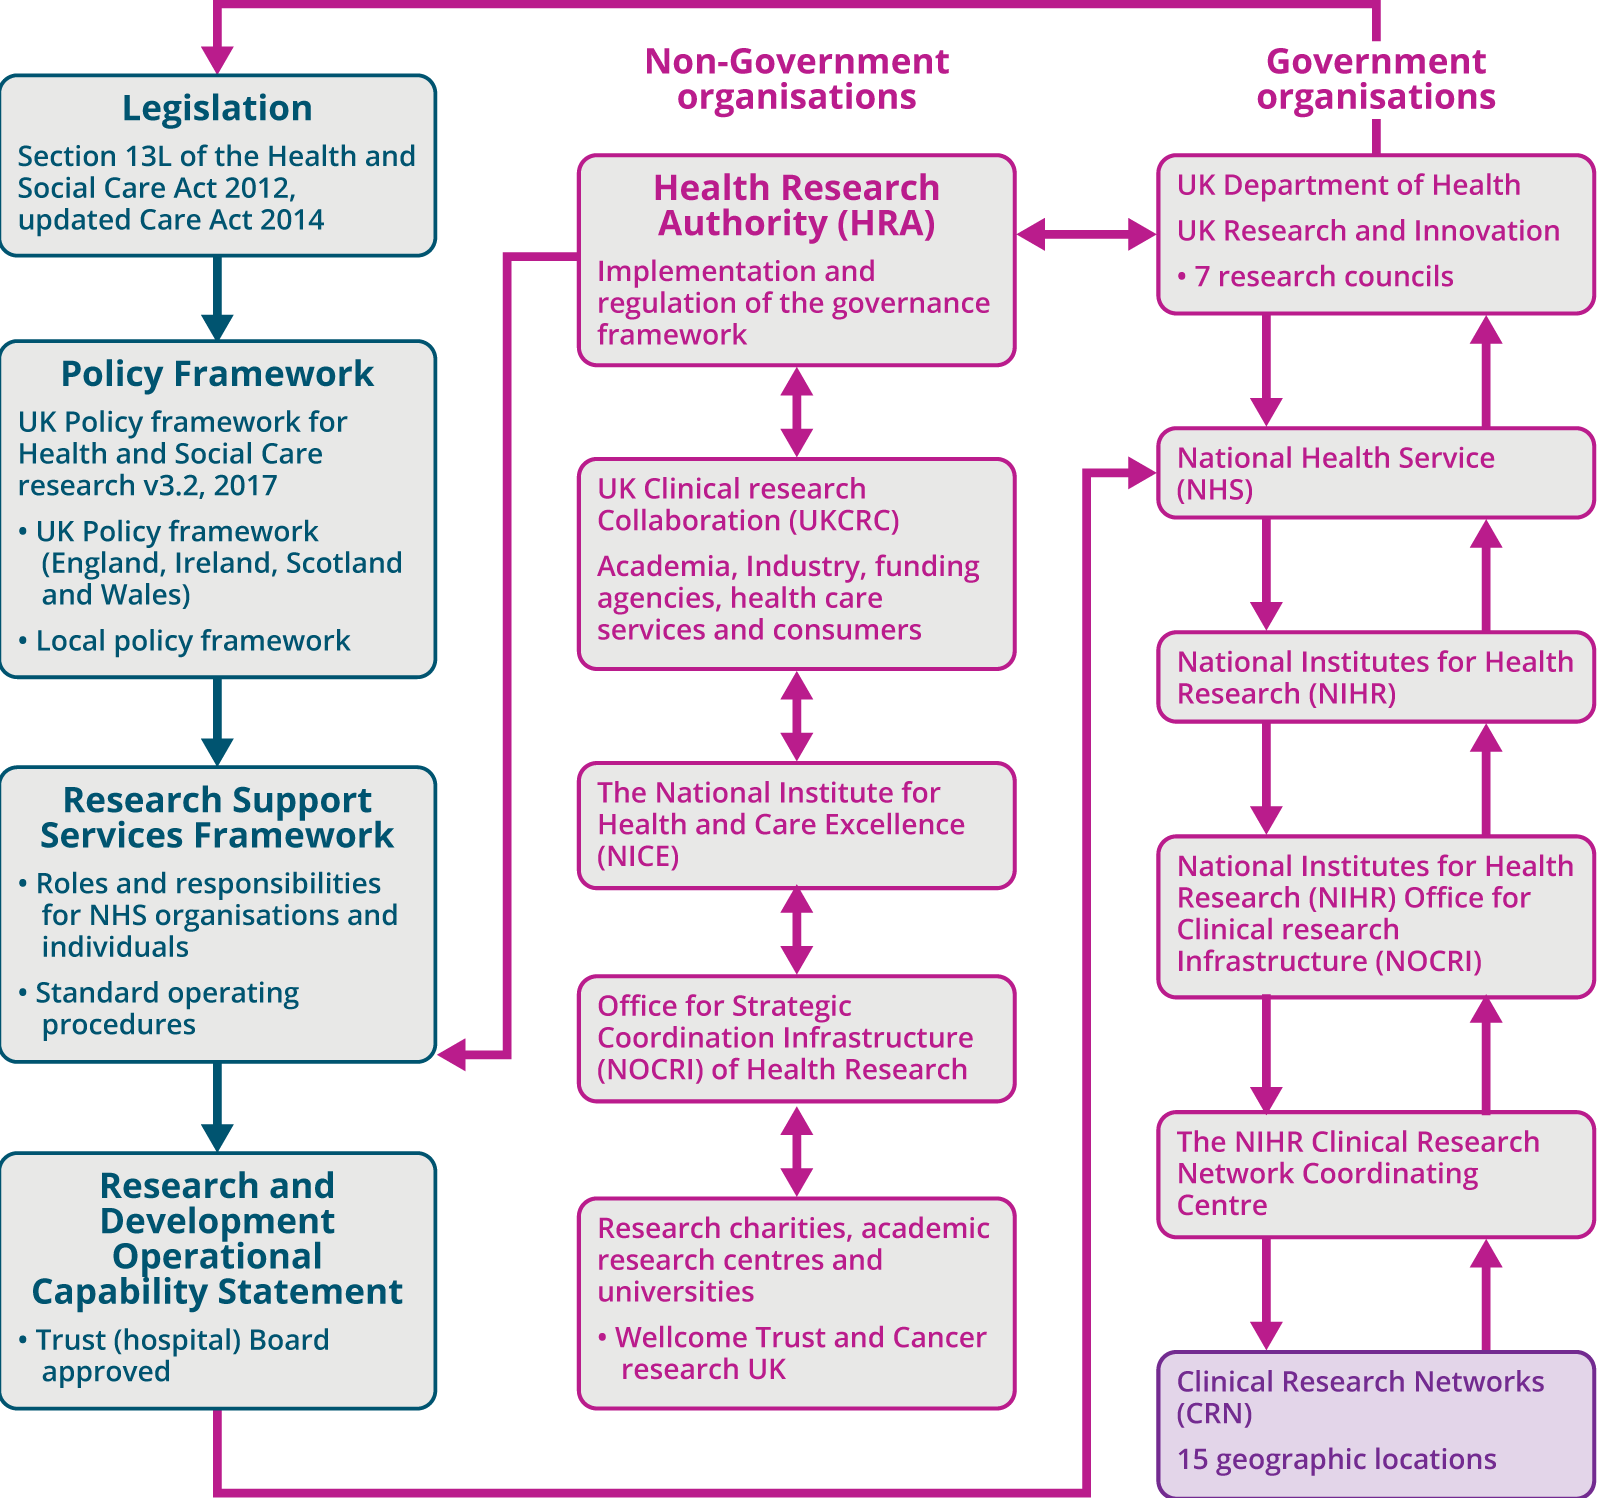 Legislation
Section 13L of the Health and
Social Care Act 2012,
updated Care Act 2014
Policy Framework
UK Policy framework for
Health and Social Care
research v3.2, 2017
• UK Policy framework
(England, Ireland, Scotland
and Wales)
• Local policy framework
Research Support
Services Framework
• Roles and responsibilities
for NHS organisations and
individuals
• Standard operating
procedures
Research and
Development
Operational
Capability Statement
• Trust (hospital) Board
approved
Non-Government
organisations
Health Research
Authority (HRA)
Implementation and
regulation of the governance
framework
UK Clinical research
Collaboration (UKCRC)
Academia, Industry, funding
agencies, health care
services and consumers
The National Institute for
Health and Care Excellence
(NICE)
Office for Strategic
Coordination Infrastructure
(NOCRI) of Health Research
Research charities, academic
research centres and
universities
• Wellcome Trust and Cancer
research UK
Government
organisations
UK Department of Health
UK Research and Innovation
• 7 research councils
National Health Service
(NHS)
National Institutes for Health
Research (NIHR)
National Institutes for Health
Research (NIHR) Office for
Clinical research
Infrastructure (NOCRI)
The NIHR Clinical Research
Network Coordinating
Centre
Clinical Research Networks
(CRN)
15 geographic locations